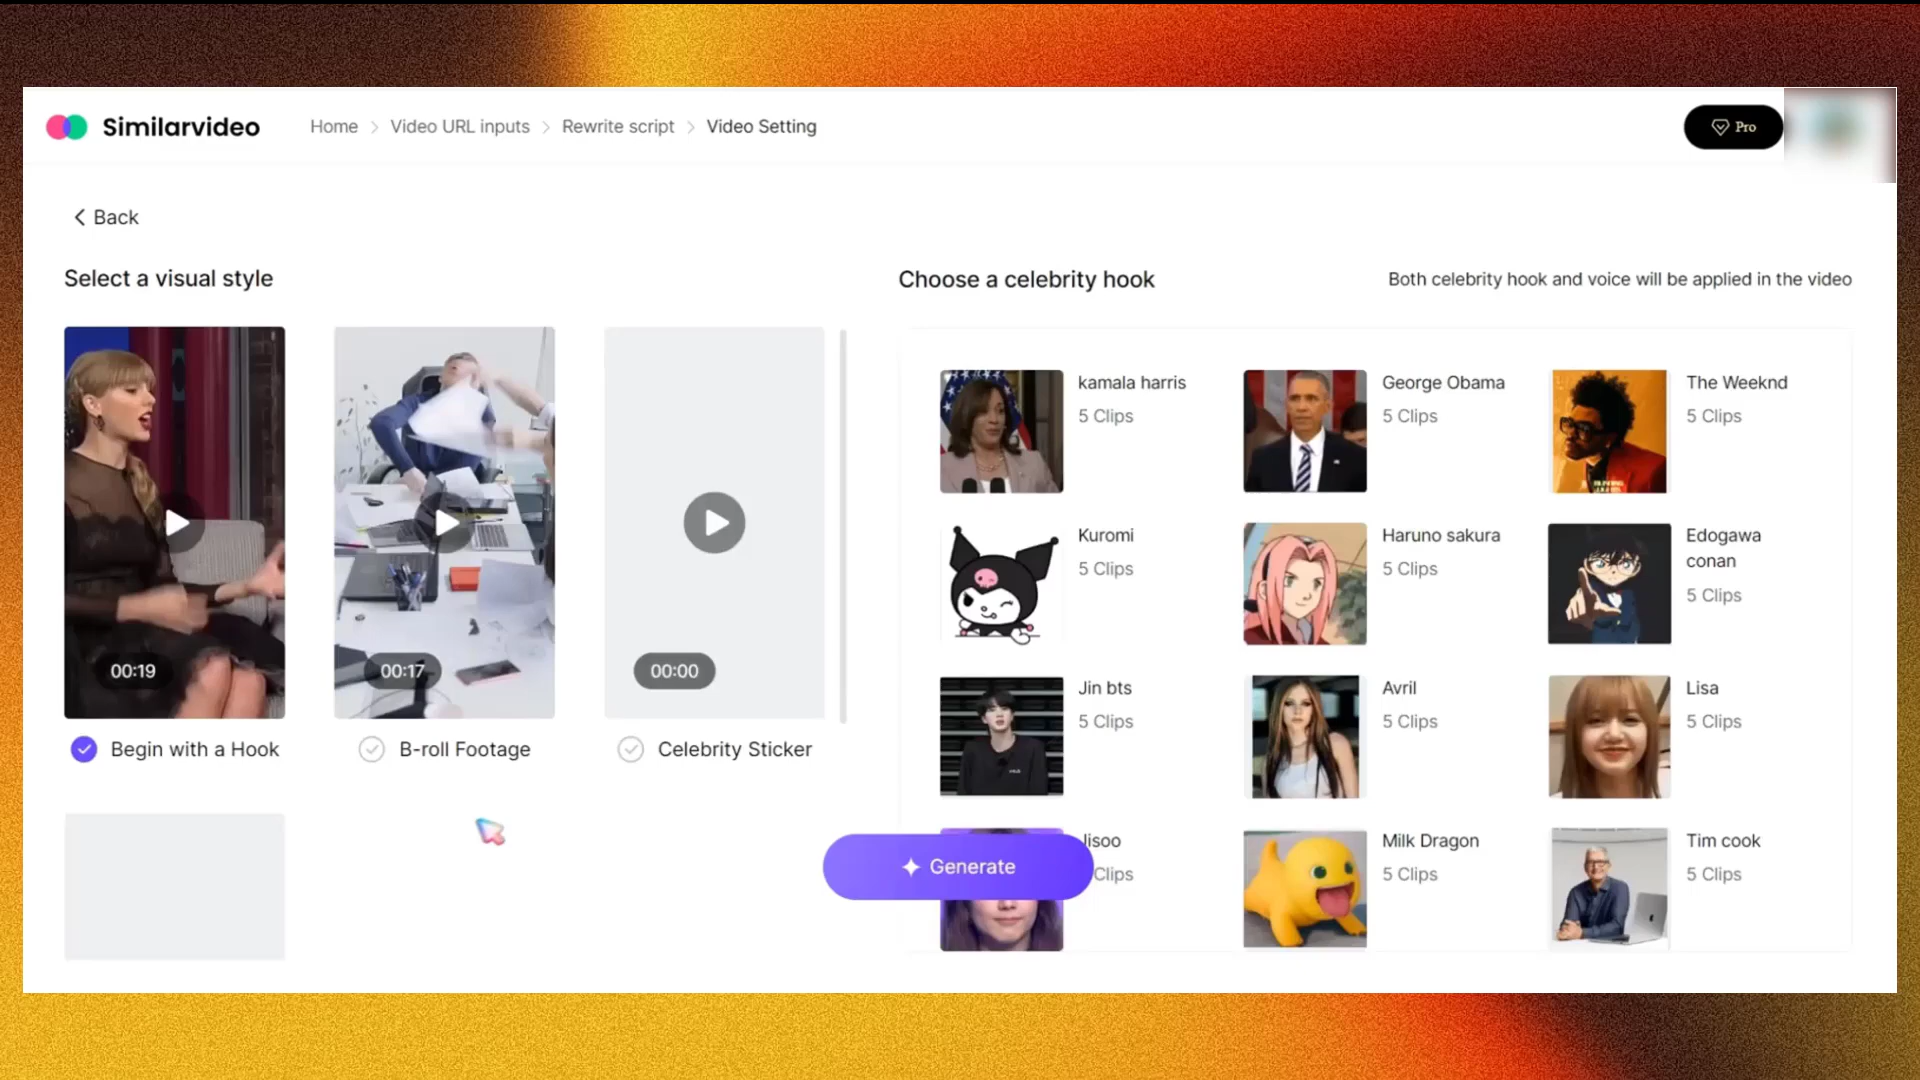 Similarvideo
Home > Video URL inputs > Rewrite script > Video Setting
Pro
Back
Select a visual style
00:19
00:17
00:00
Begin with a Hook
B-roll Footage
Celebrity Sticker
Choose a celebrity hook
Both celebrity hook and voice will be applied in the video
kamala harris
5 Clips
George Obama
5 Clips
The Weeknd
5 Clips
Kuromi
5 Clips
Haruno sakura
5 Clips
Edogawa
conan
5 Clips
Jin bts
5 Clips
Avril
5 Clips
Lisa
5 Clips
Jisoo
Clips
Milk Dragon
5 Clips
Tim cook
5 Clips
Generate